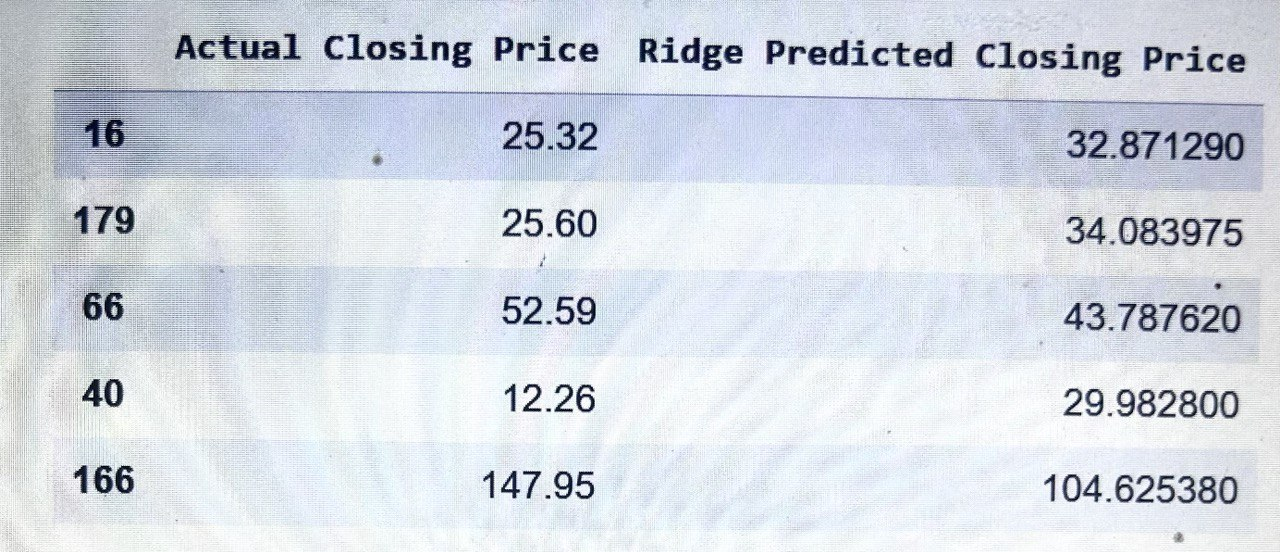 Actual Closing Price Ridge Predicted Closing Price
16 25.32 32.871290
179 25.60 34.083975
66 52.59 43.787620
40 12.26 29.982800
166 147.95 104.625380